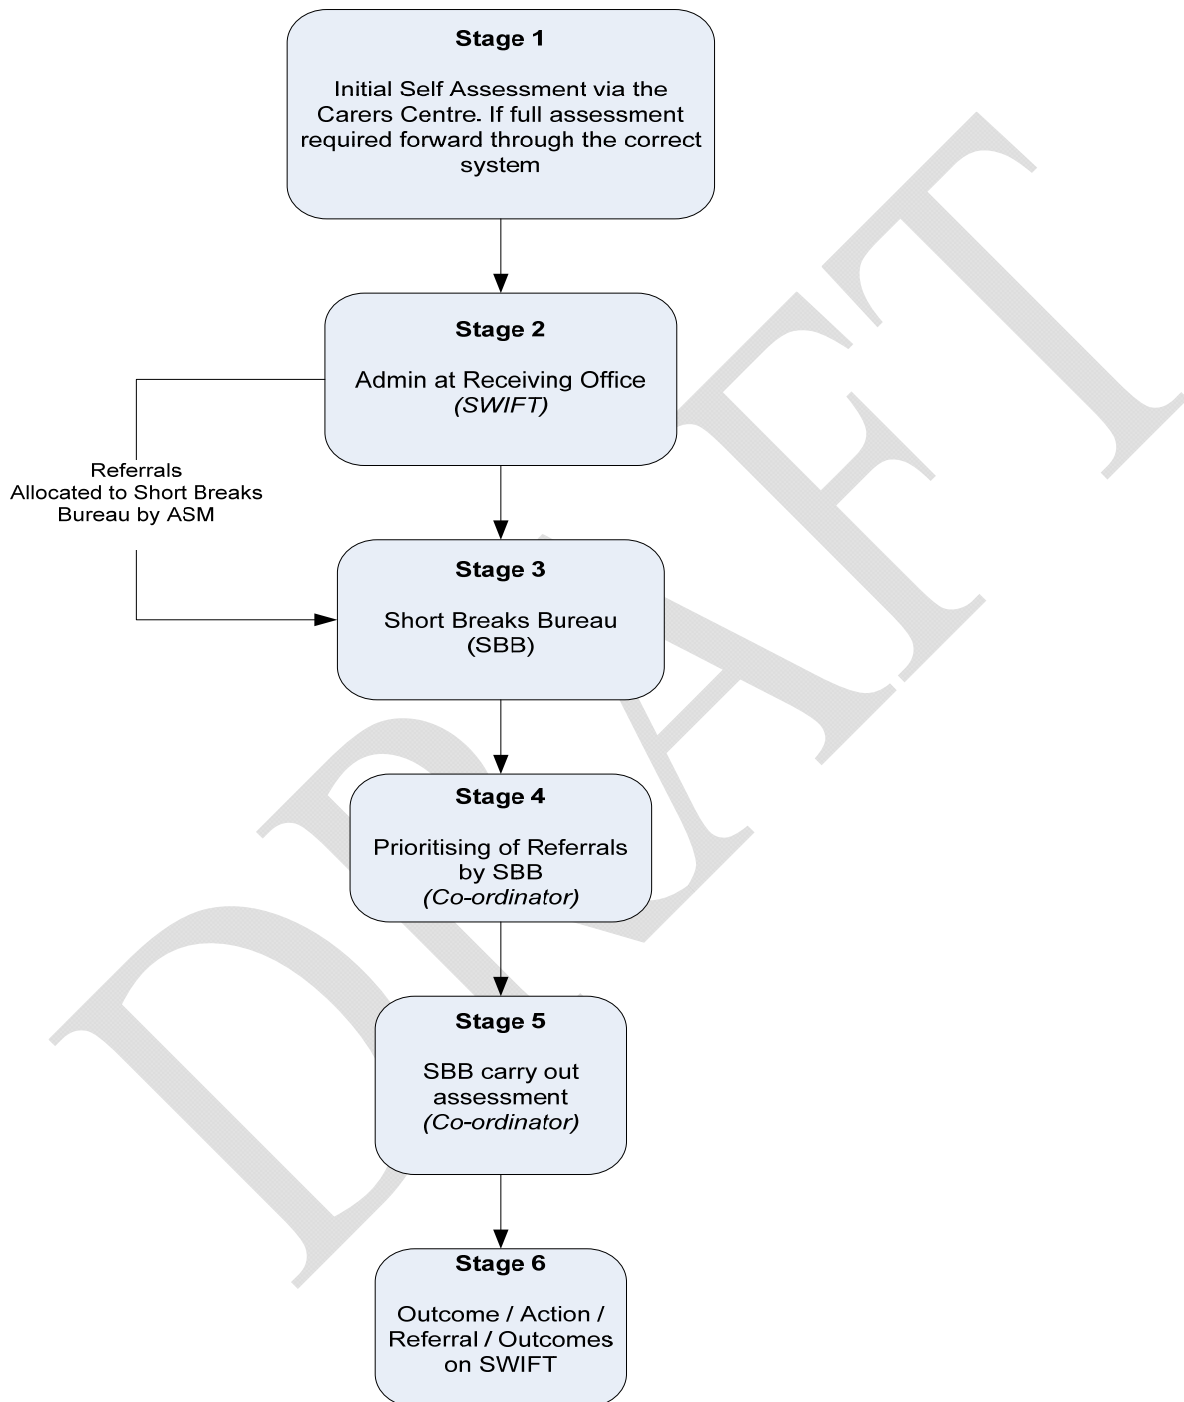 Stage 1
Initial Self Assessment via the
Carers Centre. If full assessment
required forward through the correct
system
Stage 2
Admin at Receiving Office
(SWIFT)
Referrals
Allocated to Short Breaks
Bureau by ASM
Stage 3
Short Breaks Bureau
(SBB)
Stage 4
Prioritising of Referrals
by SBB
(Co-ordinator)
Stage 5
SBB carry out
assessment
(Co-ordinator)
Stage 6
Outcome / Action /
Referral / Outcomes
on SWIFT
DRAFT